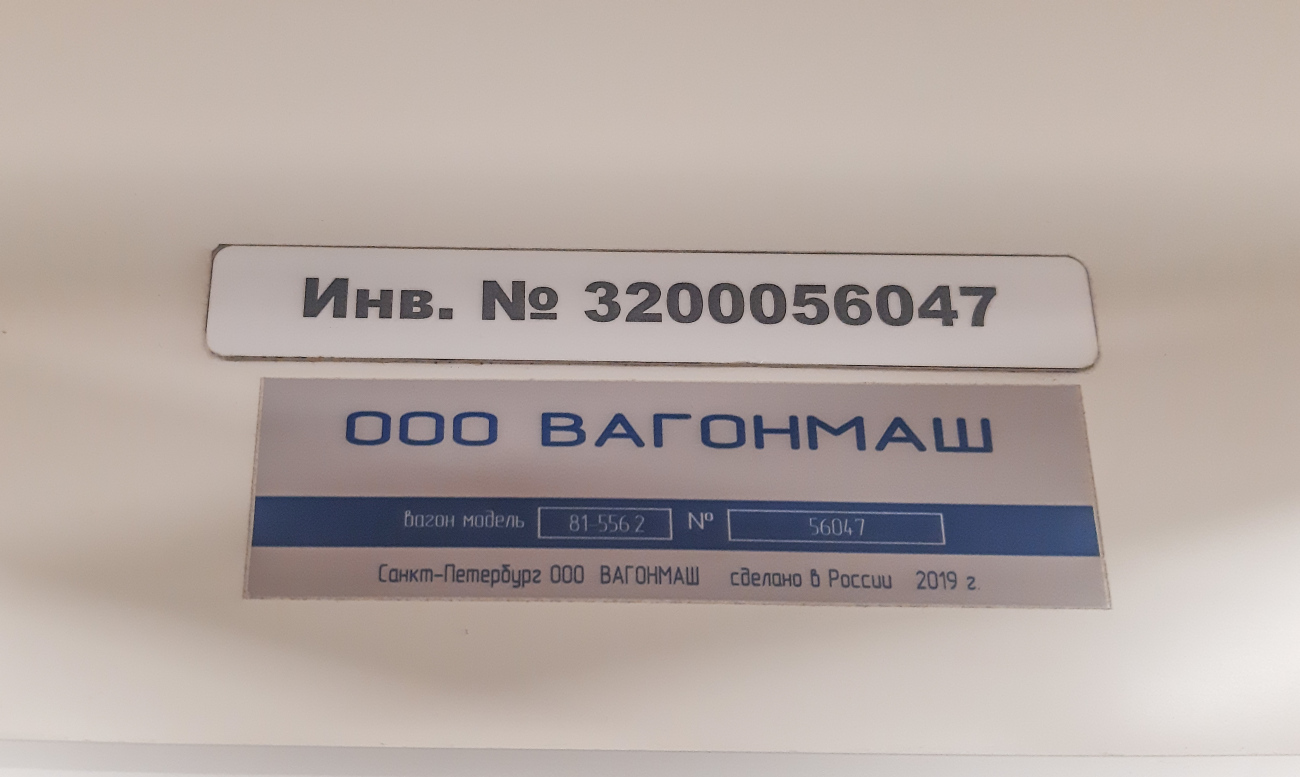 Инв. № 3200056047
ООО ВАГОНМАШ
Вагон модель 81-556.2 № 56047
Санкт-Петербург ООО ВАГОНМАШ сделано в России 2019 г.